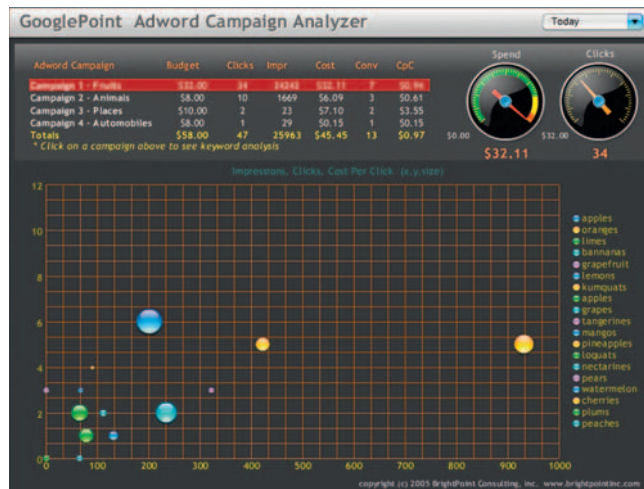 GooglePoint Adword Campaign Analyzer
Today
Adword Campaign Budget Clicks Impr Cost Conv CpC
Campaign 1 - Fruits $32.00 34 24242 $32.11 7 $0.94
Campaign 2 - Animals $8.00 10 1669 $6.09 3 $0.61
Campaign 3 - Places $10.00 2 23 $7.10 2 $3.55
Campaign 4 - Automobiles $8.00 1 29 $0.15 1 $0.15
Totals $58.00 47 25963 $45.45 13 $0.97
* Click on a campaign above to see keyword analysis
Spend
$0.00 $32.00
$32.11
Clicks
34
Impressions, Clicks, Cost Per Click (x,y,size)
12
10
8
6
4
2
0
0 100 200 300 400 500 600 700 800 900 1000
apples
oranges
limes
bannanas
grapefruit
lemons
kumquats
apples
grapes
tangerines
mangos
pineapples
loquats
nectarines
pears
watermelon
cherries
plums
peaches
copyright (c) 2005 BrightPoint Consulting, Inc. www.brightpointinc.com